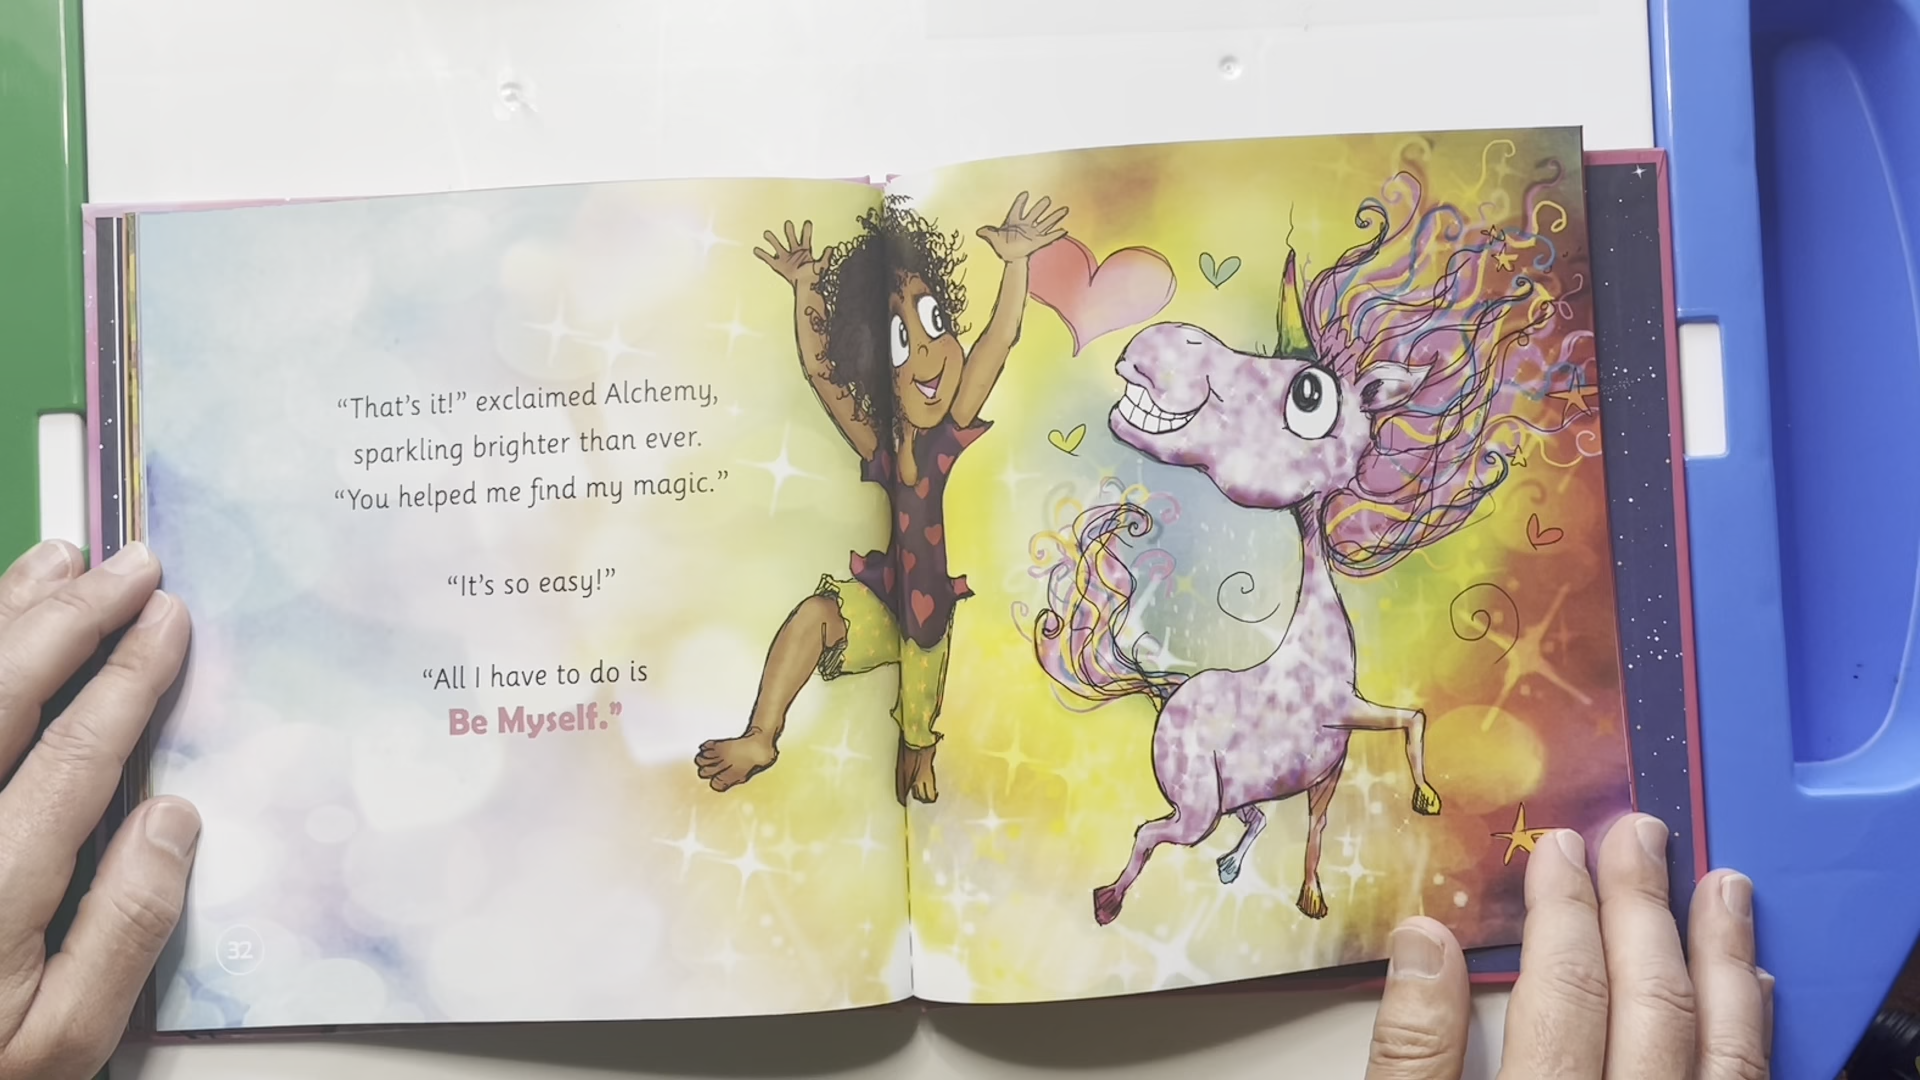 “That’s it!” exclaimed Alchemy,
sparkling brighter than ever.
“You helped me find my magic.”
“It’s so easy!”
“All I have to do is
Be Myself.”
32